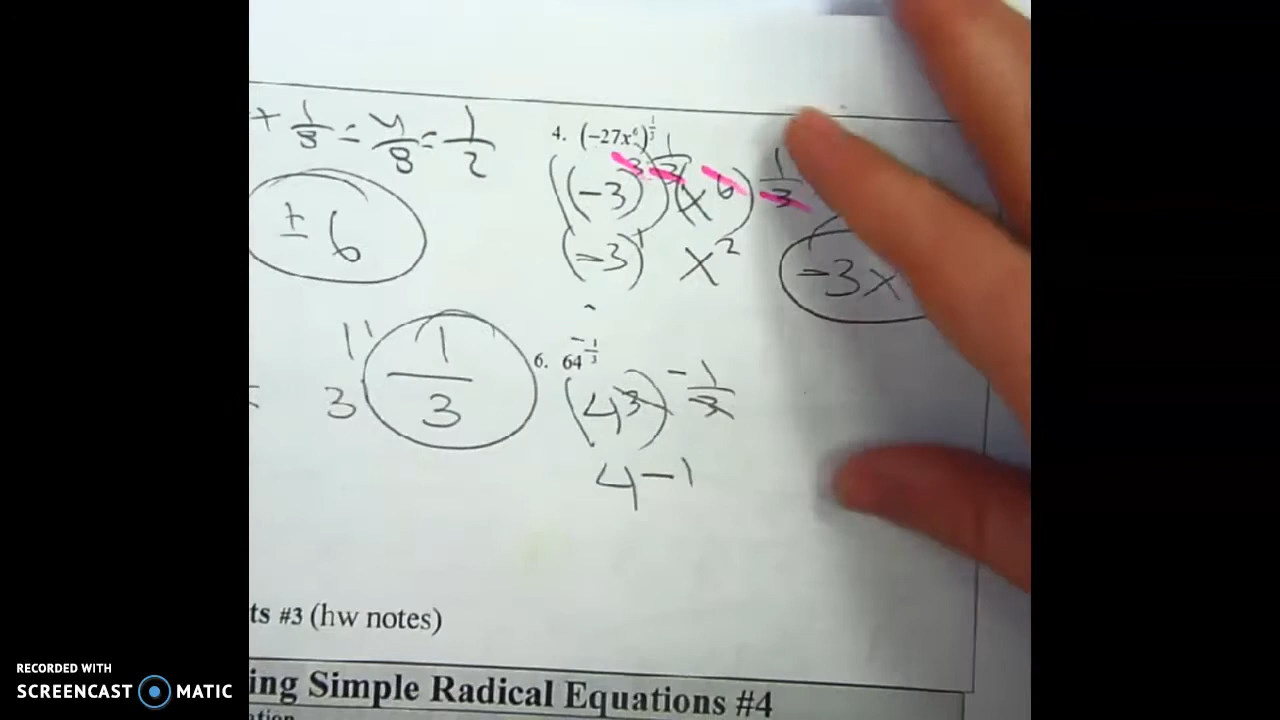 + 1/8 = 4/8 = 1/2
± 6
1 1/3
3
4. (-27x⁶)^(1/3)
((-3)³)^(1/3) (x⁶)^(1/3)
(-3)¹ x²
-3x
6. 64^(-1/3)
(4³)^(-1/3)
4⁻¹
ts #3 (hw notes)
ing Simple Radical Equations #4
RECORDED WITH
SCREENCAST MATIC